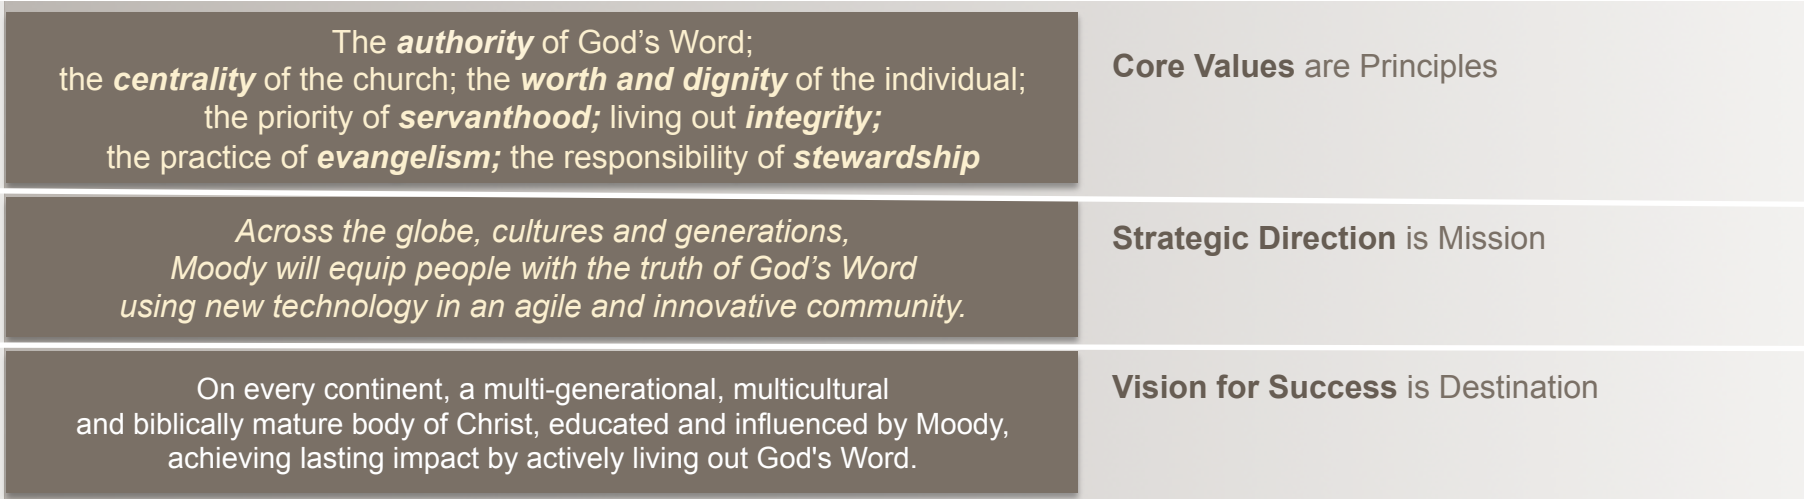 The authority of God’s Word;
the centrality of the church; the worth and dignity of the individual;
the priority of servanthood; living out integrity;
the practice of evangelism; the responsibility of stewardship
Core Values are Principles
Across the globe, cultures and generations,
Moody will equip people with the truth of God’s Word
using new technology in an agile and innovative community.
Strategic Direction is Mission
On every continent, a multi-generational, multicultural
and biblically mature body of Christ, educated and influenced by Moody,
achieving lasting impact by actively living out God's Word.
Vision for Success is Destination